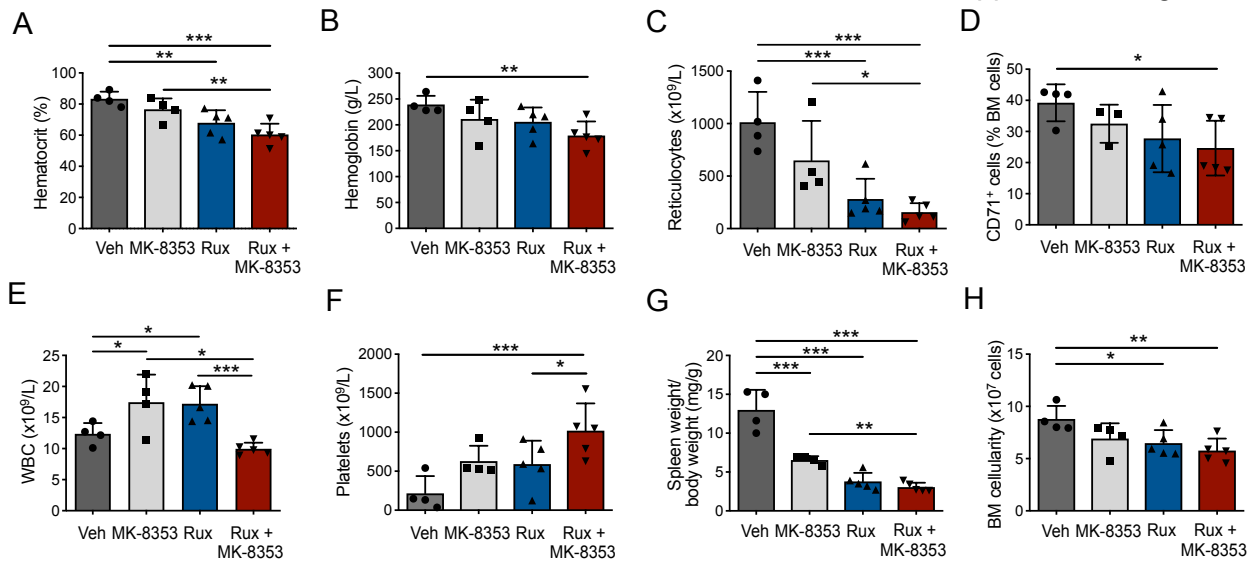 A
***
**
**
Hematocrit (%)
100
80
60
40
20
0
Veh MK-8353 Rux Rux +
MK-8353
B
**
Hemoglobin (g/L)
300
250
200
150
100
50
0
Veh MK-8353 Rux Rux +
MK-8353
C
***
***
*
Reticulocytes (x10⁹/L)
1500
1000
500
0
Veh MK-8353 Rux Rux +
MK-8353
D
*
CD71⁺ cells (% BM cells)
50
40
30
20
10
0
Veh MK-8353 Rux Rux +
MK-8353
E
*
*
*
***
WBC (x10⁹/L)
25
20
15
10
5
0
Veh MK-8353 Rux Rux +
MK-8353
F
***
*
Platelets (x10⁹/L)
2000
1500
1000
500
0
Veh MK-8353 Rux Rux +
MK-8353
G
***
***
***
**
Spleen weight/
body weight (mg/g)
20
15
10
5
0
Veh MK-8353 Rux Rux +
MK-8353
H
**
*
BM cellularity (x10⁷ cells)
15
10
5
0
Veh MK-8353 Rux Rux +
MK-8353